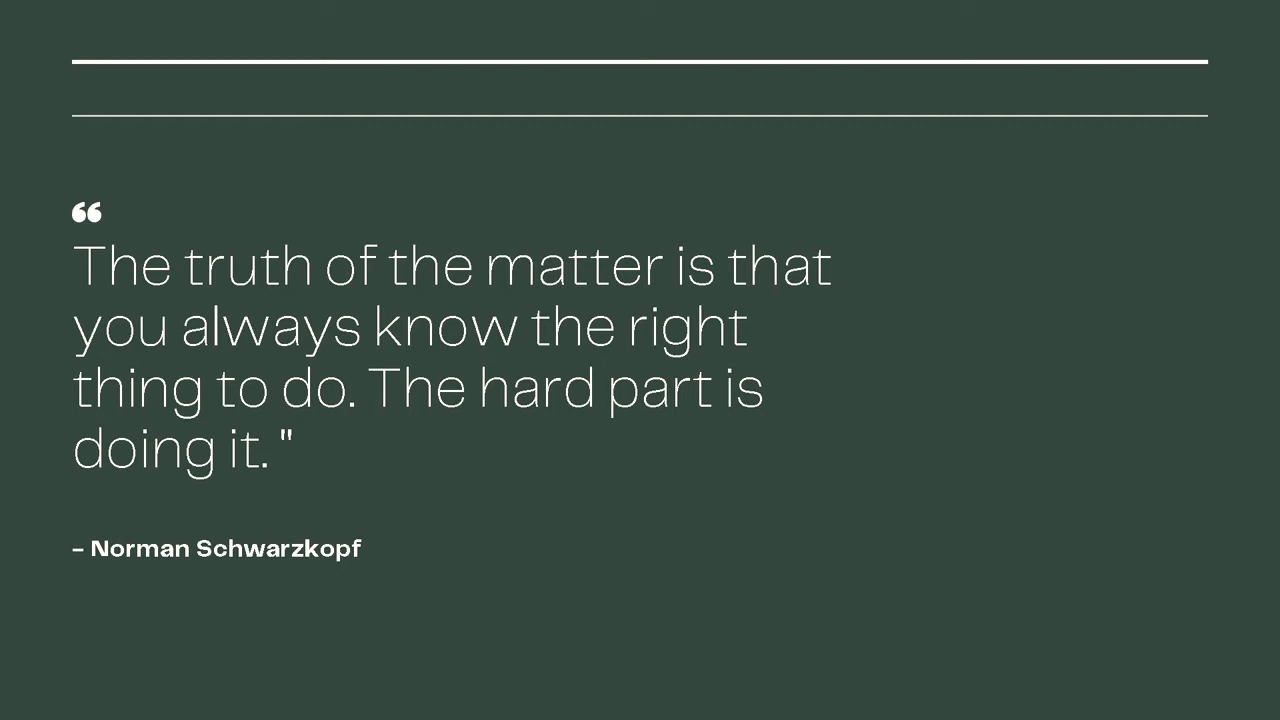 “
The truth of the matter is that
you always know the right
thing to do. The hard part is
doing it. "
- Norman Schwarzkopf